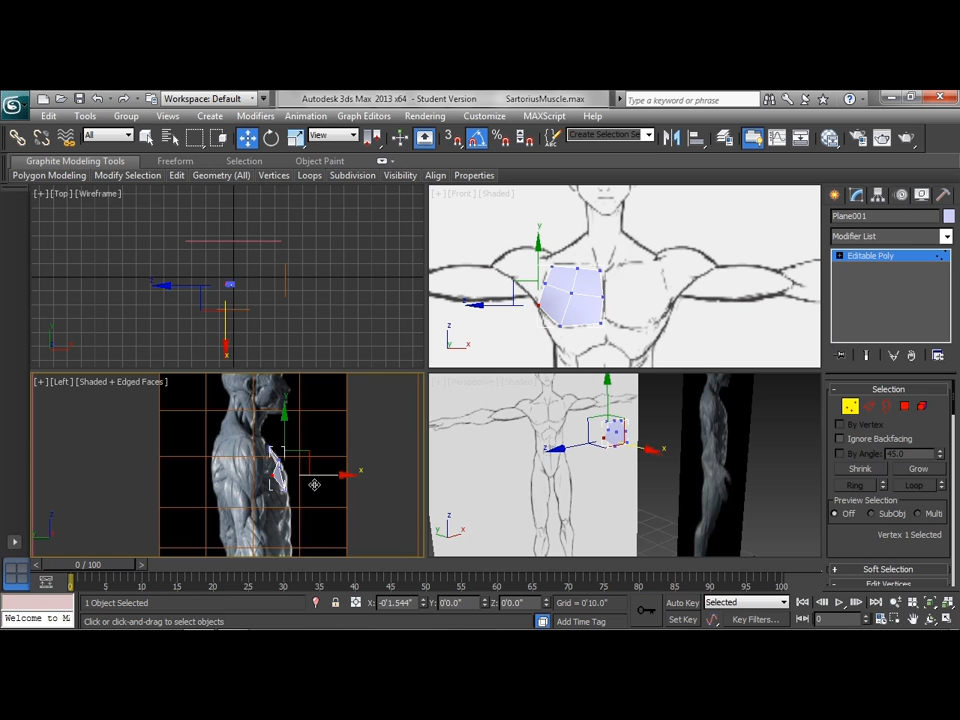 Workspace: Default
Autodesk 3ds Max 2013 x64 - Student Version
SartoriusMuscle.max
Type a keyword or phrase
Edit Tools Group Views Create Modifiers Animation Graph Editors Rendering Customize MAXScript Help
All
View
3
Create Selection Se
Graphite Modeling Tools Freeform Selection Object Paint
Polygon Modeling Modify Selection Edit Geometry (All) Vertices Loops Subdivision Visibility Align Properties
[+] [Top] [Wireframe]
[+] [Front] [Shaded]
[+] [Left] [Shaded + Edged Faces]
Plane001
Modifier List
Editable Poly
Selection
By Vertex
Ignore Backfacing
By Angle: 45.0
Shrink Grow
Ring Loop
Preview Selection
Off SubObj Multi
Vertex 1 Selected
Soft Selection
Edit Vertices
0 / 100
0 5 10 15 20 25 30 35 40 45 50 55 60 65 70 75 80 85 90 95 100
1 Object Selected
X: -0'1.544" Y: 0'0.0" Z: 0'0.0" Grid = 0'10.0"
Auto Key Selected
Welcome to
Click or click-and-drag to select objects
Add Time Tag
Set Key Key Filters... 0